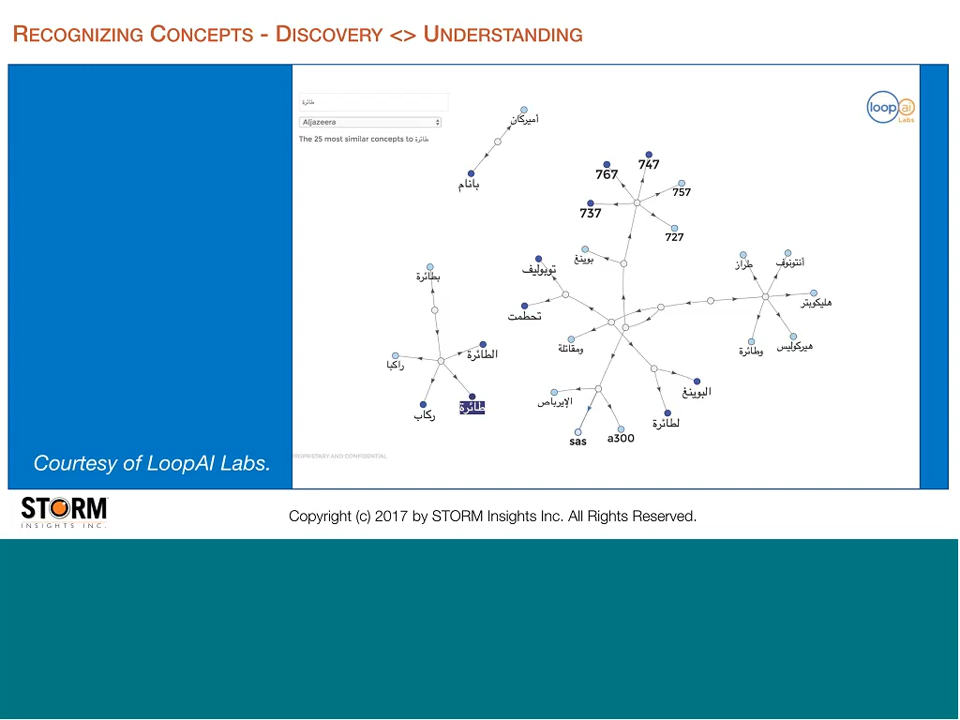 RECOGNIZING CONCEPTS - DISCOVERY <> UNDERSTANDING
طائرة
Aljazeera
The 25 most similar concepts to طائرة
loop ai Labs
أميركان
بانام
767
747
757
737
727
بوينغ
توبوليف
تحطمت
ومقاتلة
طراز
أنتونوف
هليكوبتر
وطائرة
هيركوليس
بطائرة
راكبا
الطائرة
ركاب
طائرة
البوينغ
لطائرة
الإيرباص
sas
a300
PROPRIETARY AND CONFIDENTIAL
Courtesy of LoopAI Labs.
STORM
INSIGHTS INC.
Copyright (c) 2017 by STORM Insights Inc. All Rights Reserved.